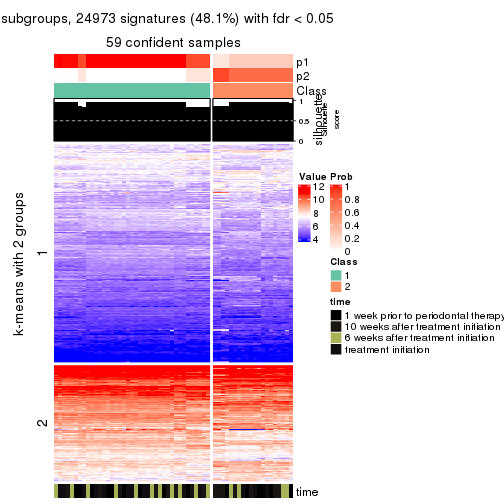 subgroups, 24973 signatures (48.1%) with fdr < 0.05
59 confident samples
p1
p2
Class
1
0.5
0
silhouette
silhouette
score
k-means with 2 groups
1
2
Value
12
10
8
6
4
Prob
1
0.8
0.6
0.4
0.2
0
Class
1
2
time
1 week prior to periodontal therapy
10 weeks after treatment initiation
6 weeks after treatment initiation
treatment initiation
time